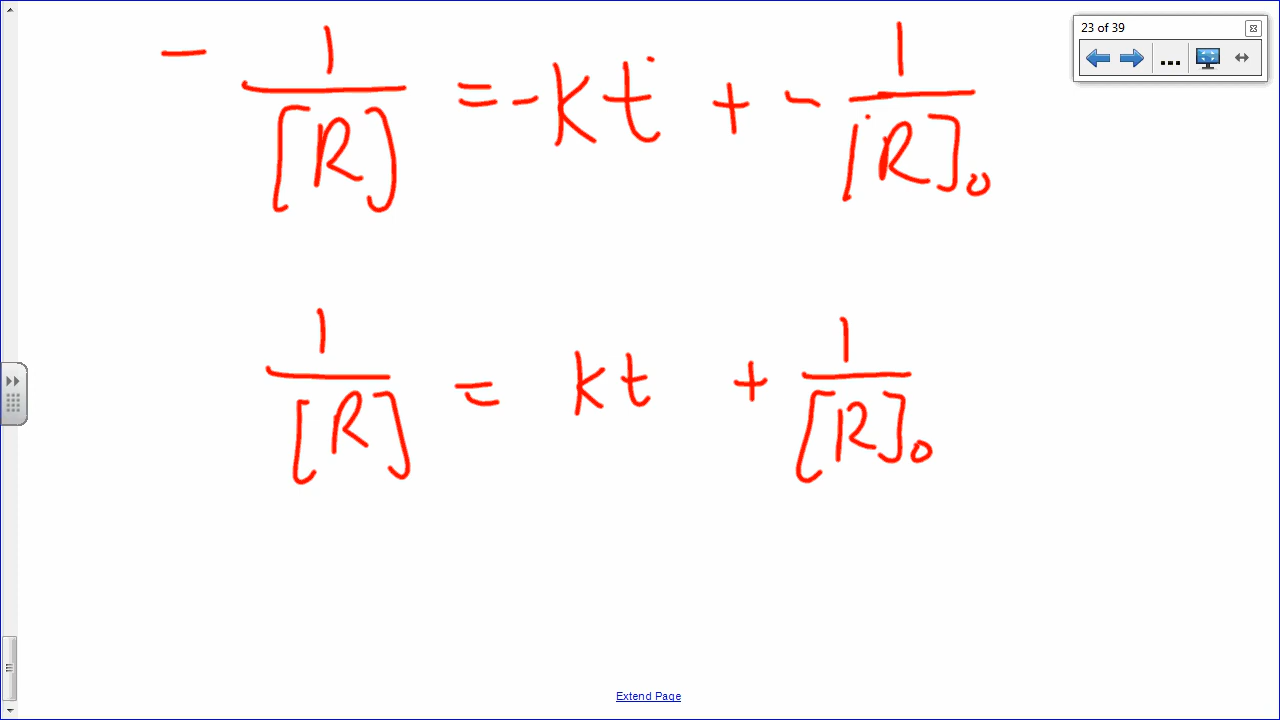 23 of 39
- 1/[R] = -kt + - 1/[R]₀
1/[R] = kt + 1/[R]₀
Extend Page